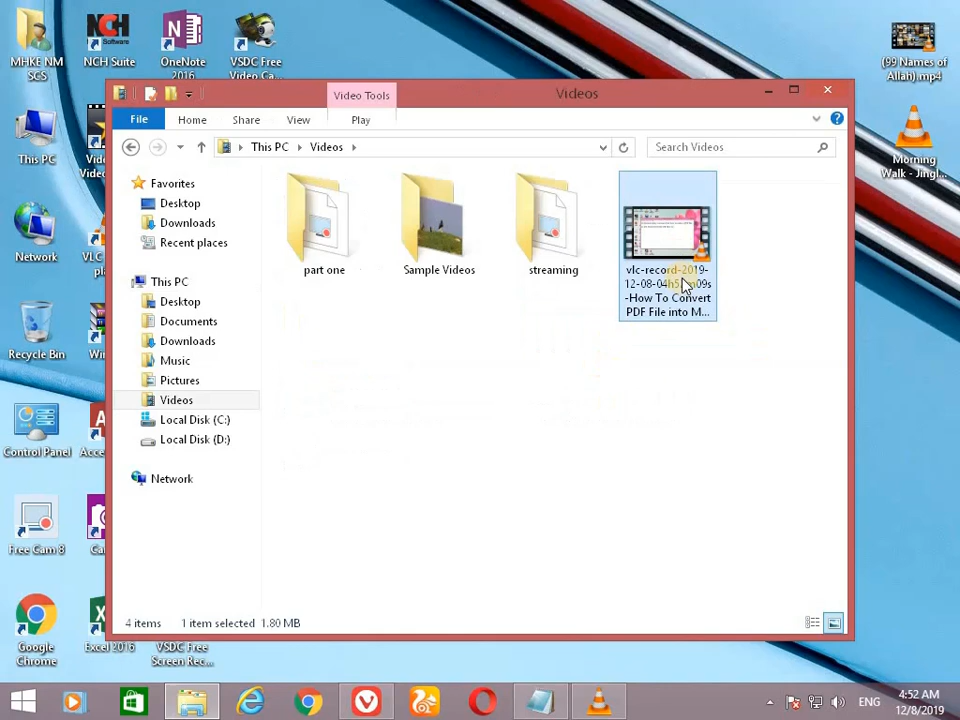 MHKE NM
SCS
NCH Suite
OneNote
2016
VSDC Free
Video Ca...
(99 Names of
Allah).mp4
NCH
Software
Video Tools
Videos
File
Home
Share
View
Play
This PC
Videos
Search Videos
This PC
Morning
Walk - Jingl...
Favorites
Desktop
Downloads
Recent places
This PC
Desktop
Documents
Downloads
Music
Pictures
Videos
Local Disk (C:)
Local Disk (D:)
Network
part one
Sample Videos
streaming
vlc-record-2019-
-How To Convert
PDF File into M...
Network
Recycle Bin
Control Panel
Free Cam 8
Google
Chrome
Excel 2016
VSDC Free
Screen Rec...
4 items
1 item selected 1.80 MB
ENG
4:52 AM
12/8/2019